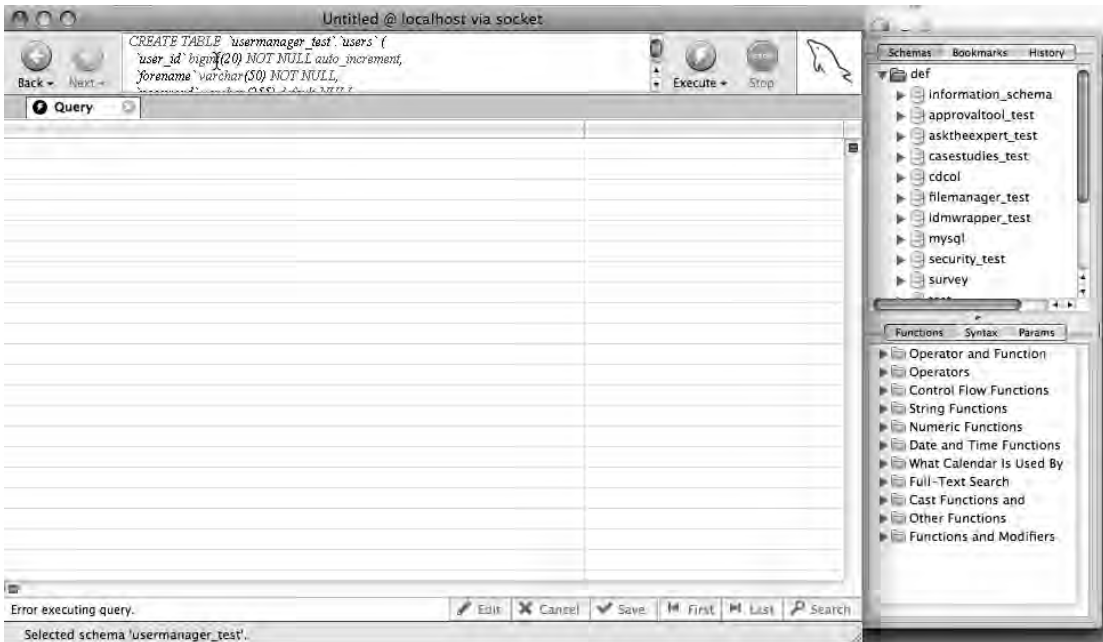 Untitled @ localhost via socket
CREATE TABLE `usermanager_test`.`users` (
`user_id` bigint(20) NOT NULL auto_increment,
`forename` varchar(50) NOT NULL,
Back
Next
Execute
Stop
Query
Schemas Bookmarks History
def
information_schema
approvaltool_test
asktheexpert_test
casestudies_test
cdcol
filemanager_test
idmwrapper_test
mysql
security_test
survey
Functions Syntax Params
Operator and Function
Operators
Control Flow Functions
String Functions
Numeric Functions
Date and Time Functions
What Calendar Is Used By
Full-Text Search
Cast Functions and
Other Functions
Functions and Modifiers
Error executing query.
Edit Cancel Save First Last Search
Selected schema 'usermanager_test'.